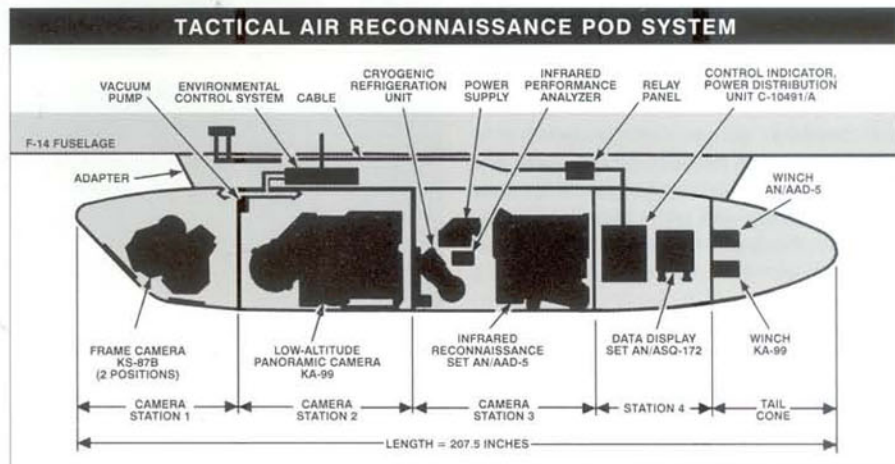 TACTICAL AIR RECONNAISSANCE POD SYSTEM
VACUUM
PUMP
ENVIRONMENTAL
CONTROL SYSTEM
CABLE
CRYOGENIC
REFRIGERATION
UNIT
POWER
SUPPLY
INFRARED
PERFORMANCE
ANALYZER
RELAY
PANEL
CONTROL INDICATOR,
POWER DISTRIBUTION
UNIT C-10491/A
F-14 FUSELAGE
ADAPTER
WINCH
AN/AAD-5
FRAME CAMERA
KS-87B
(2 POSITIONS)
LOW-ALTITUDE
PANORAMIC CAMERA
KA-99
INFRARED
RECONNAISSANCE
SET AN/AAD-5
DATA DISPLAY
SET AN/ASQ-172
WINCH
KA-99
CAMERA
STATION 1
CAMERA
STATION 2
CAMERA
STATION 3
STATION 4
TAIL
CONE
LENGTH = 207.5 INCHES